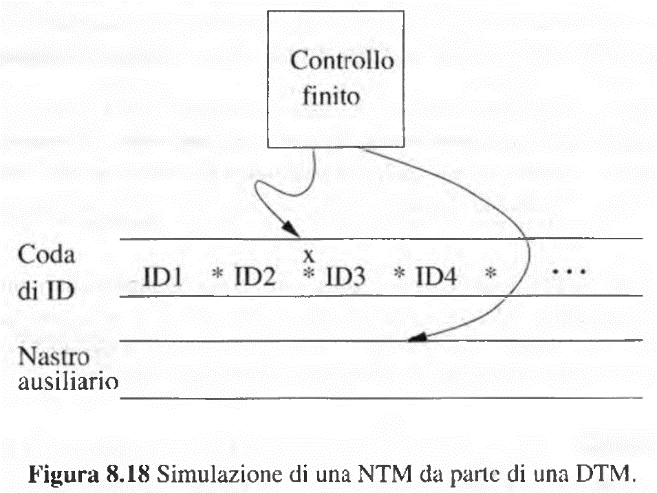 Controllo
finito
Coda
di ID
x
ID1 * ID2 * ID3 * ID4 * ...
Nastro
ausiliario
Figura 8.18 Simulazione di una NTM da parte di una DTM.